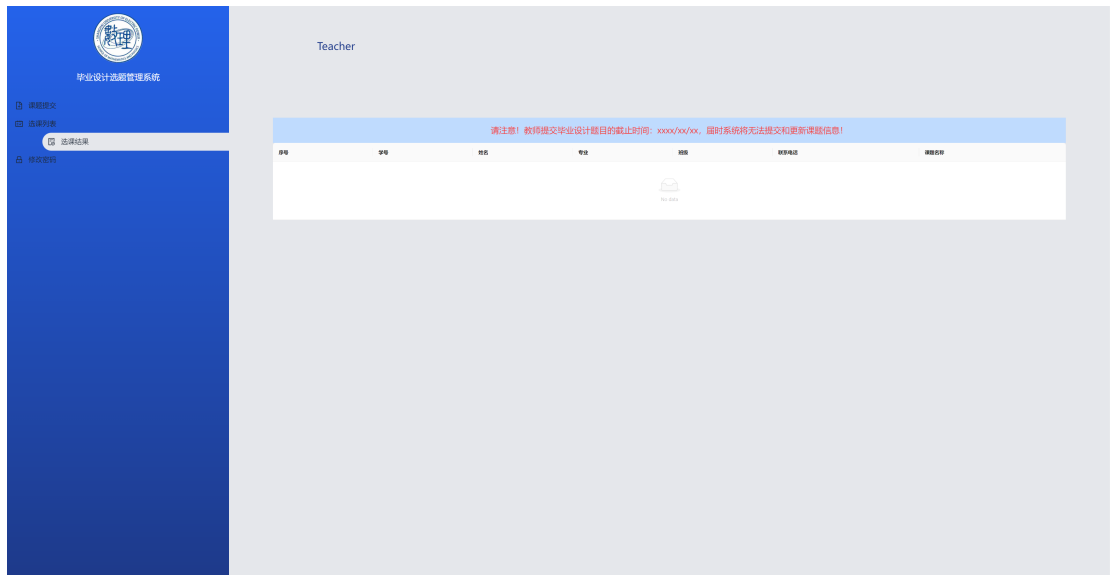 數理
毕业设计选题管理系统
课题提交
选课列表
选课结果
修改密码
Teacher
请注意！教师提交毕业设计题目的截止时间：xxxx/xx/xx，届时系统将无法提交和更新课题信息！
序号 学号 姓名 专业 班级 联系电话 课题名称
No data